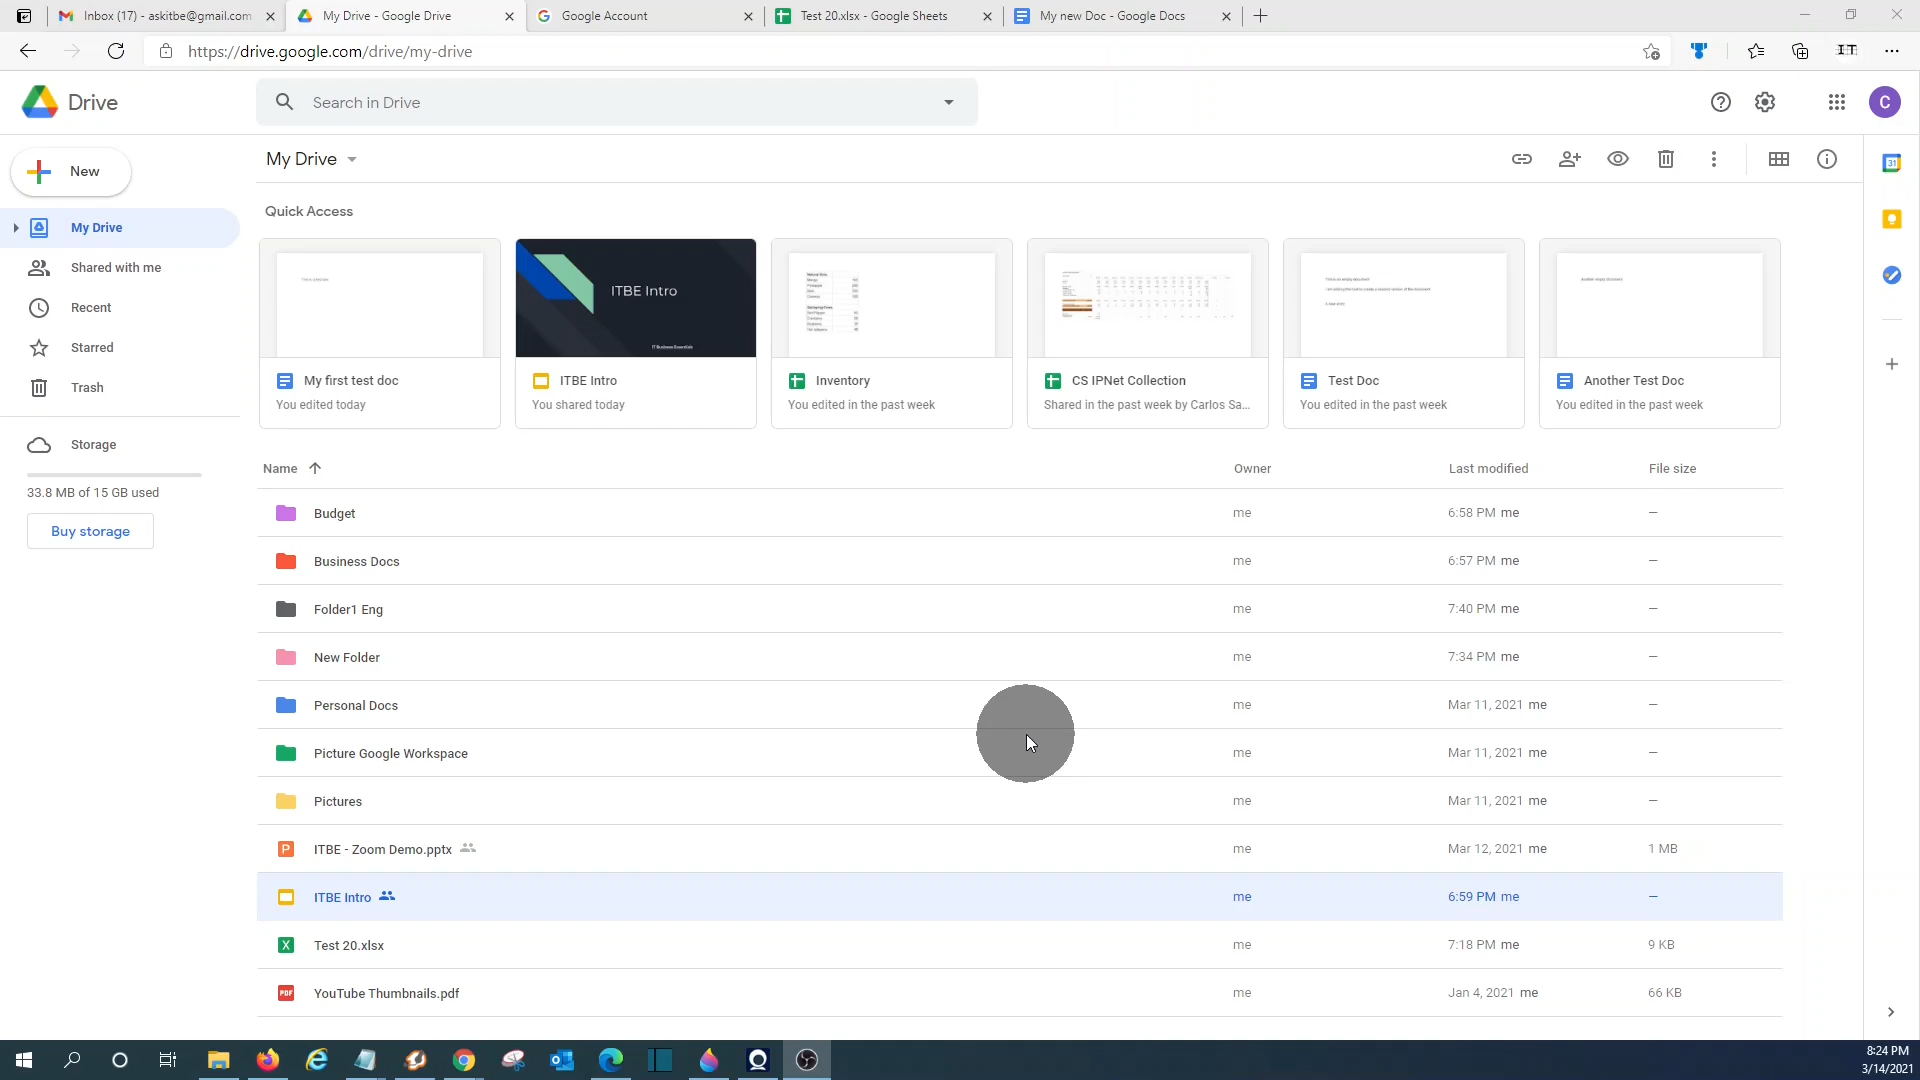 Inbox (17) - askitbe@gmail.com
My Drive - Google Drive
Google Account
Test 20.xlsx - Google Sheets
My new Doc - Google Docs
https://drive.google.com/drive/my-drive
IT
Drive
Search in Drive
C
New
My Drive
31
Quick Access
My Drive
Shared with me
Recent
Starred
Trash
Storage
33.8 MB of 15 GB used
Buy storage
ITBE Intro
IT Business Essentials
My first test doc
You edited today
ITBE Intro
You shared today
Inventory
You edited in the past week
CS IPNet Collection
Shared in the past week by Carlos Sa...
Test Doc
You edited in the past week
Another Test Doc
You edited in the past week
Name Owner Last modified File size
Budget me 6:58 PM me –
Business Docs me 6:57 PM me –
Folder1 Eng me 7:40 PM me –
New Folder me 7:34 PM me –
Personal Docs me Mar 11, 2021 me –
Picture Google Workspace me Mar 11, 2021 me –
Pictures me Mar 11, 2021 me –
P ITBE - Zoom Demo.pptx me Mar 12, 2021 me 1 MB
ITBE Intro me 6:59 PM me –
X Test 20.xlsx me 7:18 PM me 9 KB
PDF YouTube Thumbnails.pdf me Jan 4, 2021 me 66 KB
8:24 PM
3/14/2021